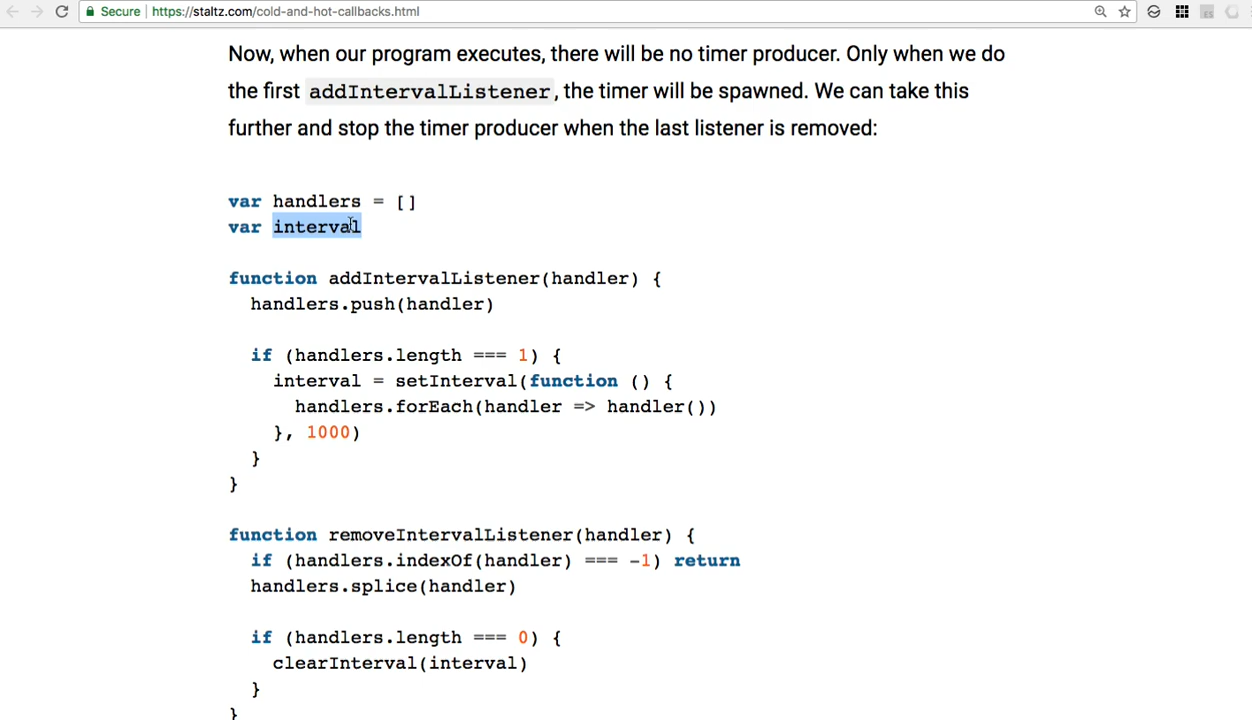 Secure https://staltz.com/cold-and-hot-callbacks.html
Now, when our program executes, there will be no timer producer. Only when we do
the first addIntervalListener, the timer will be spawned. We can take this
further and stop the timer producer when the last listener is removed:
var handlers = []
var interval
function addIntervalListener(handler) {
  handlers.push(handler)
  if (handlers.length === 1) {
    interval = setInterval(function () {
      handlers.forEach(handler => handler())
    }, 1000)
  }
}
function removeIntervalListener(handler) {
  if (handlers.indexOf(handler) === -1) return
  handlers.splice(handler)
  if (handlers.length === 0) {
    clearInterval(interval)
  }
}